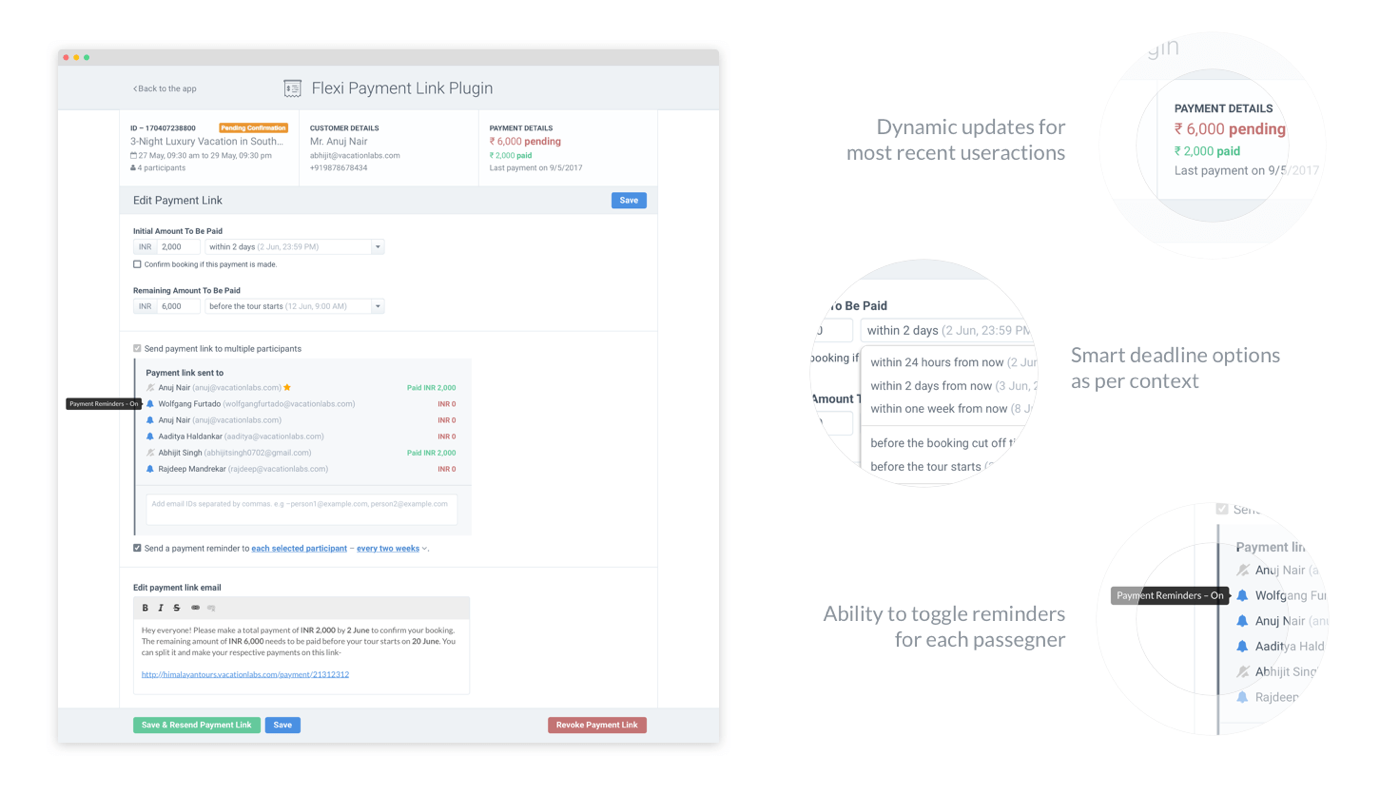 Back to the app
Flexi Payment Link Plugin
ID – 170407238800 Pending Confirmation
3-Night Luxury Vacation in South...
27 May, 09:30 am to 29 May, 09:30 pm
4 participants
CUSTOMER DETAILS
Mr. Anuj Nair
abhijit@vacationlabs.com
+919878678434
PAYMENT DETAILS
₹ 6,000 pending
₹ 2,000 paid
Last payment on 9/5/2017
Edit Payment Link Save
Initial Amount To Be Paid
INR 2,000 within 2 days (2 Jun, 23:59 PM)
Confirm booking if this payment is made.
Remaining Amount To Be Paid
INR 6,000 before the tour starts (12 Jun, 9:00 AM)
Send payment link to multiple participants
Payment link sent to
Anuj Nair (anuj@vacationlabs.com) Paid INR 2,000
Payment Reminders – On
Wolfgang Furtado (wolfgangfurtado@vacationlabs.com) INR 0
Anuj Nair (anuj@vacationlabs.com) INR 0
Aaditya Haldankar (aaditya@vacationlabs.com) INR 0
Abhijit Singh (abhijitsingh0702@gmail.com) Paid INR 2,000
Rajdeep Mandrekar (rajdeep@vacationlabs.com) INR 0
Add email IDs separated by commas. e.g –person1@example.com, person2@example.com
Send a payment reminder to each selected participant – every two weeks .
Edit payment link email
B I S
Hey everyone! Please make a total payment of INR 2,000 by 2 June to confirm your booking.
The remaining amount of INR 6,000 needs to be paid before your tour starts on 20 June. You
can split it and make your respective payments on this link-
http://himalayantours.vacationlabs.com/payment/21312312
Save & Resend Payment Link Save Revoke Payment Link
Dynamic updates for
most recent useractions
gin
PAYMENT DETAILS
₹ 6,000 pending
₹ 2,000 paid
Last payment on 9/5/2017
To Be Paid
0 within 2 days (2 Jun, 23:59 PM
booking if
within 24 hours from now (2 Jun
within 2 days from now (3 Jun, 2
within one week from now (8 J
Amount T
before the booking cut off ti
before the tour starts
Smart deadline options
as per context
Ability to toggle reminders
for each passegner
Sen
Payment lin
Anuj Nair (a
Payment Reminders – On
Wolfgang Fur
Anuj Nair (anu
Aaditya Hald
Abhijit Sing
Rajdeep